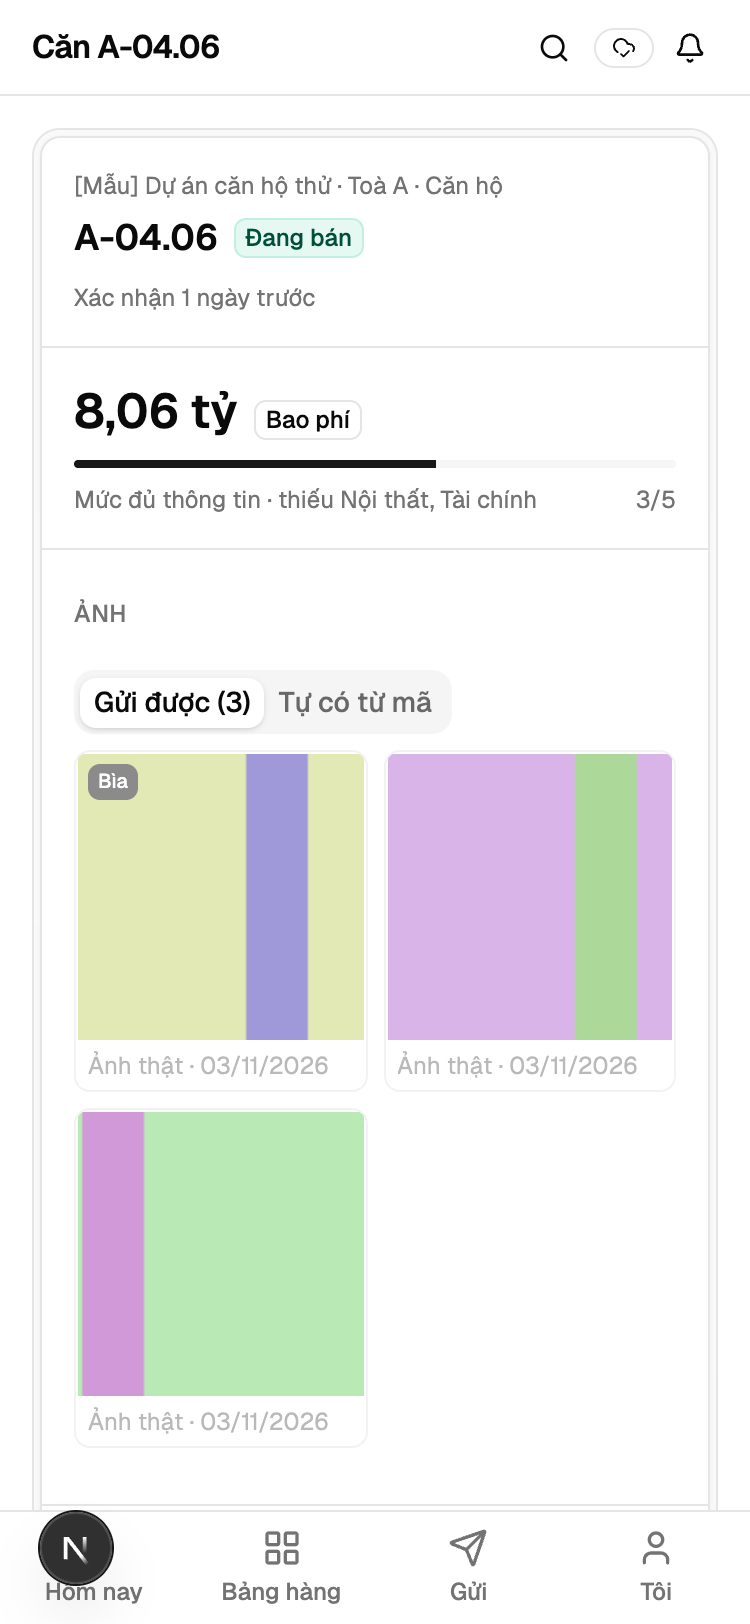 Căn A-04.06
[Mẫu] Dự án căn hộ thử · Toà A · Căn hộ
A-04.06 Đang bán
Xác nhận 1 ngày trước
8,06 tỷ Bao phí
Mức đủ thông tin · thiếu Nội thất, Tài chính 3/5
ẢNH
Gửi được (3) Tự có từ mã
Bìa
Ảnh thật · 03/11/2026 Ảnh thật · 03/11/2026
Ảnh thật · 03/11/2026
N
Hôm nay Bảng hàng Gửi Tôi